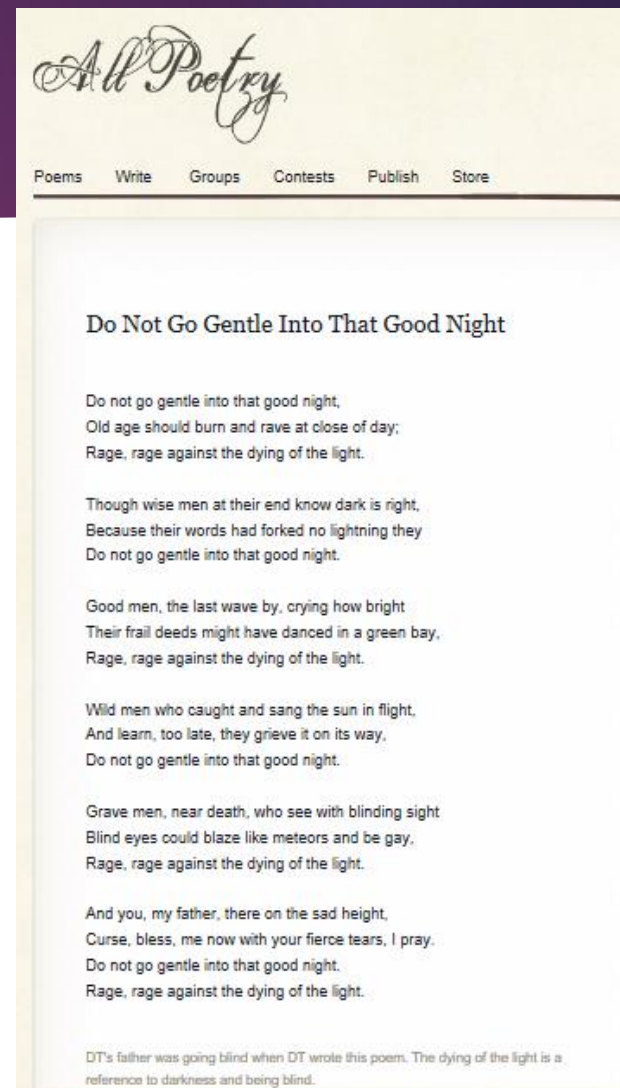 All Poetry
Poems Write Groups Contests Publish Store
Do Not Go Gentle Into That Good Night
Do not go gentle into that good night,
Old age should burn and rave at close of day;
Rage, rage against the dying of the light.
Though wise men at their end know dark is right,
Because their words had forked no lightning they
Do not go gentle into that good night.
Good men, the last wave by, crying how bright
Their frail deeds might have danced in a green bay,
Rage, rage against the dying of the light.
Wild men who caught and sang the sun in flight,
And learn, too late, they grieve it on its way,
Do not go gentle into that good night.
Grave men, near death, who see with blinding sight
Blind eyes could blaze like meteors and be gay,
Rage, rage against the dying of the light.
And you, my father, there on the sad height,
Curse, bless, me now with your fierce tears, I pray.
Do not go gentle into that good night.
Rage, rage against the dying of the light.
DT's father was going blind when DT wrote this poem. The dying of the light is a
reference to darkness and being blind.